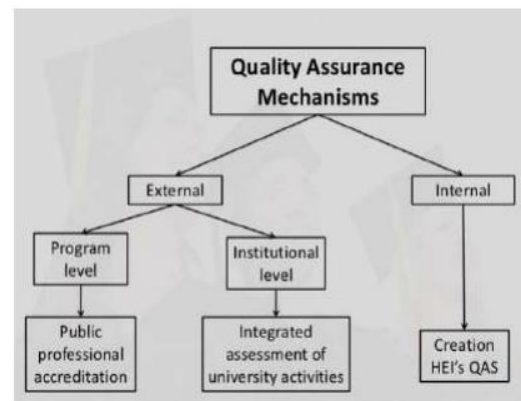 Quality Assurance
Mechanisms
External
Internal
Program
level
Institutional
level
Public
professional
accreditation
Integrated
assessment of
university activities
Creation
HEI's QAS